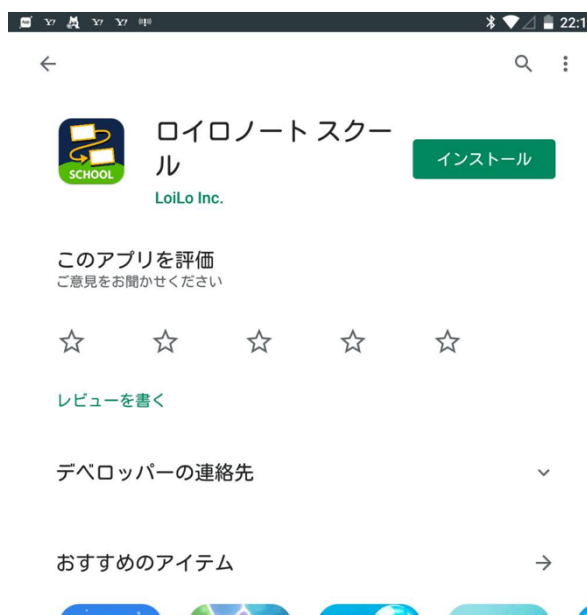 22:1
ロイロノート スクー
ル
SCHOOL
LoiLo Inc.
インストール
このアプリを評価
ご意見をお聞かせください
レビューを書く
デベロッパーの連絡先
おすすめのアイテム